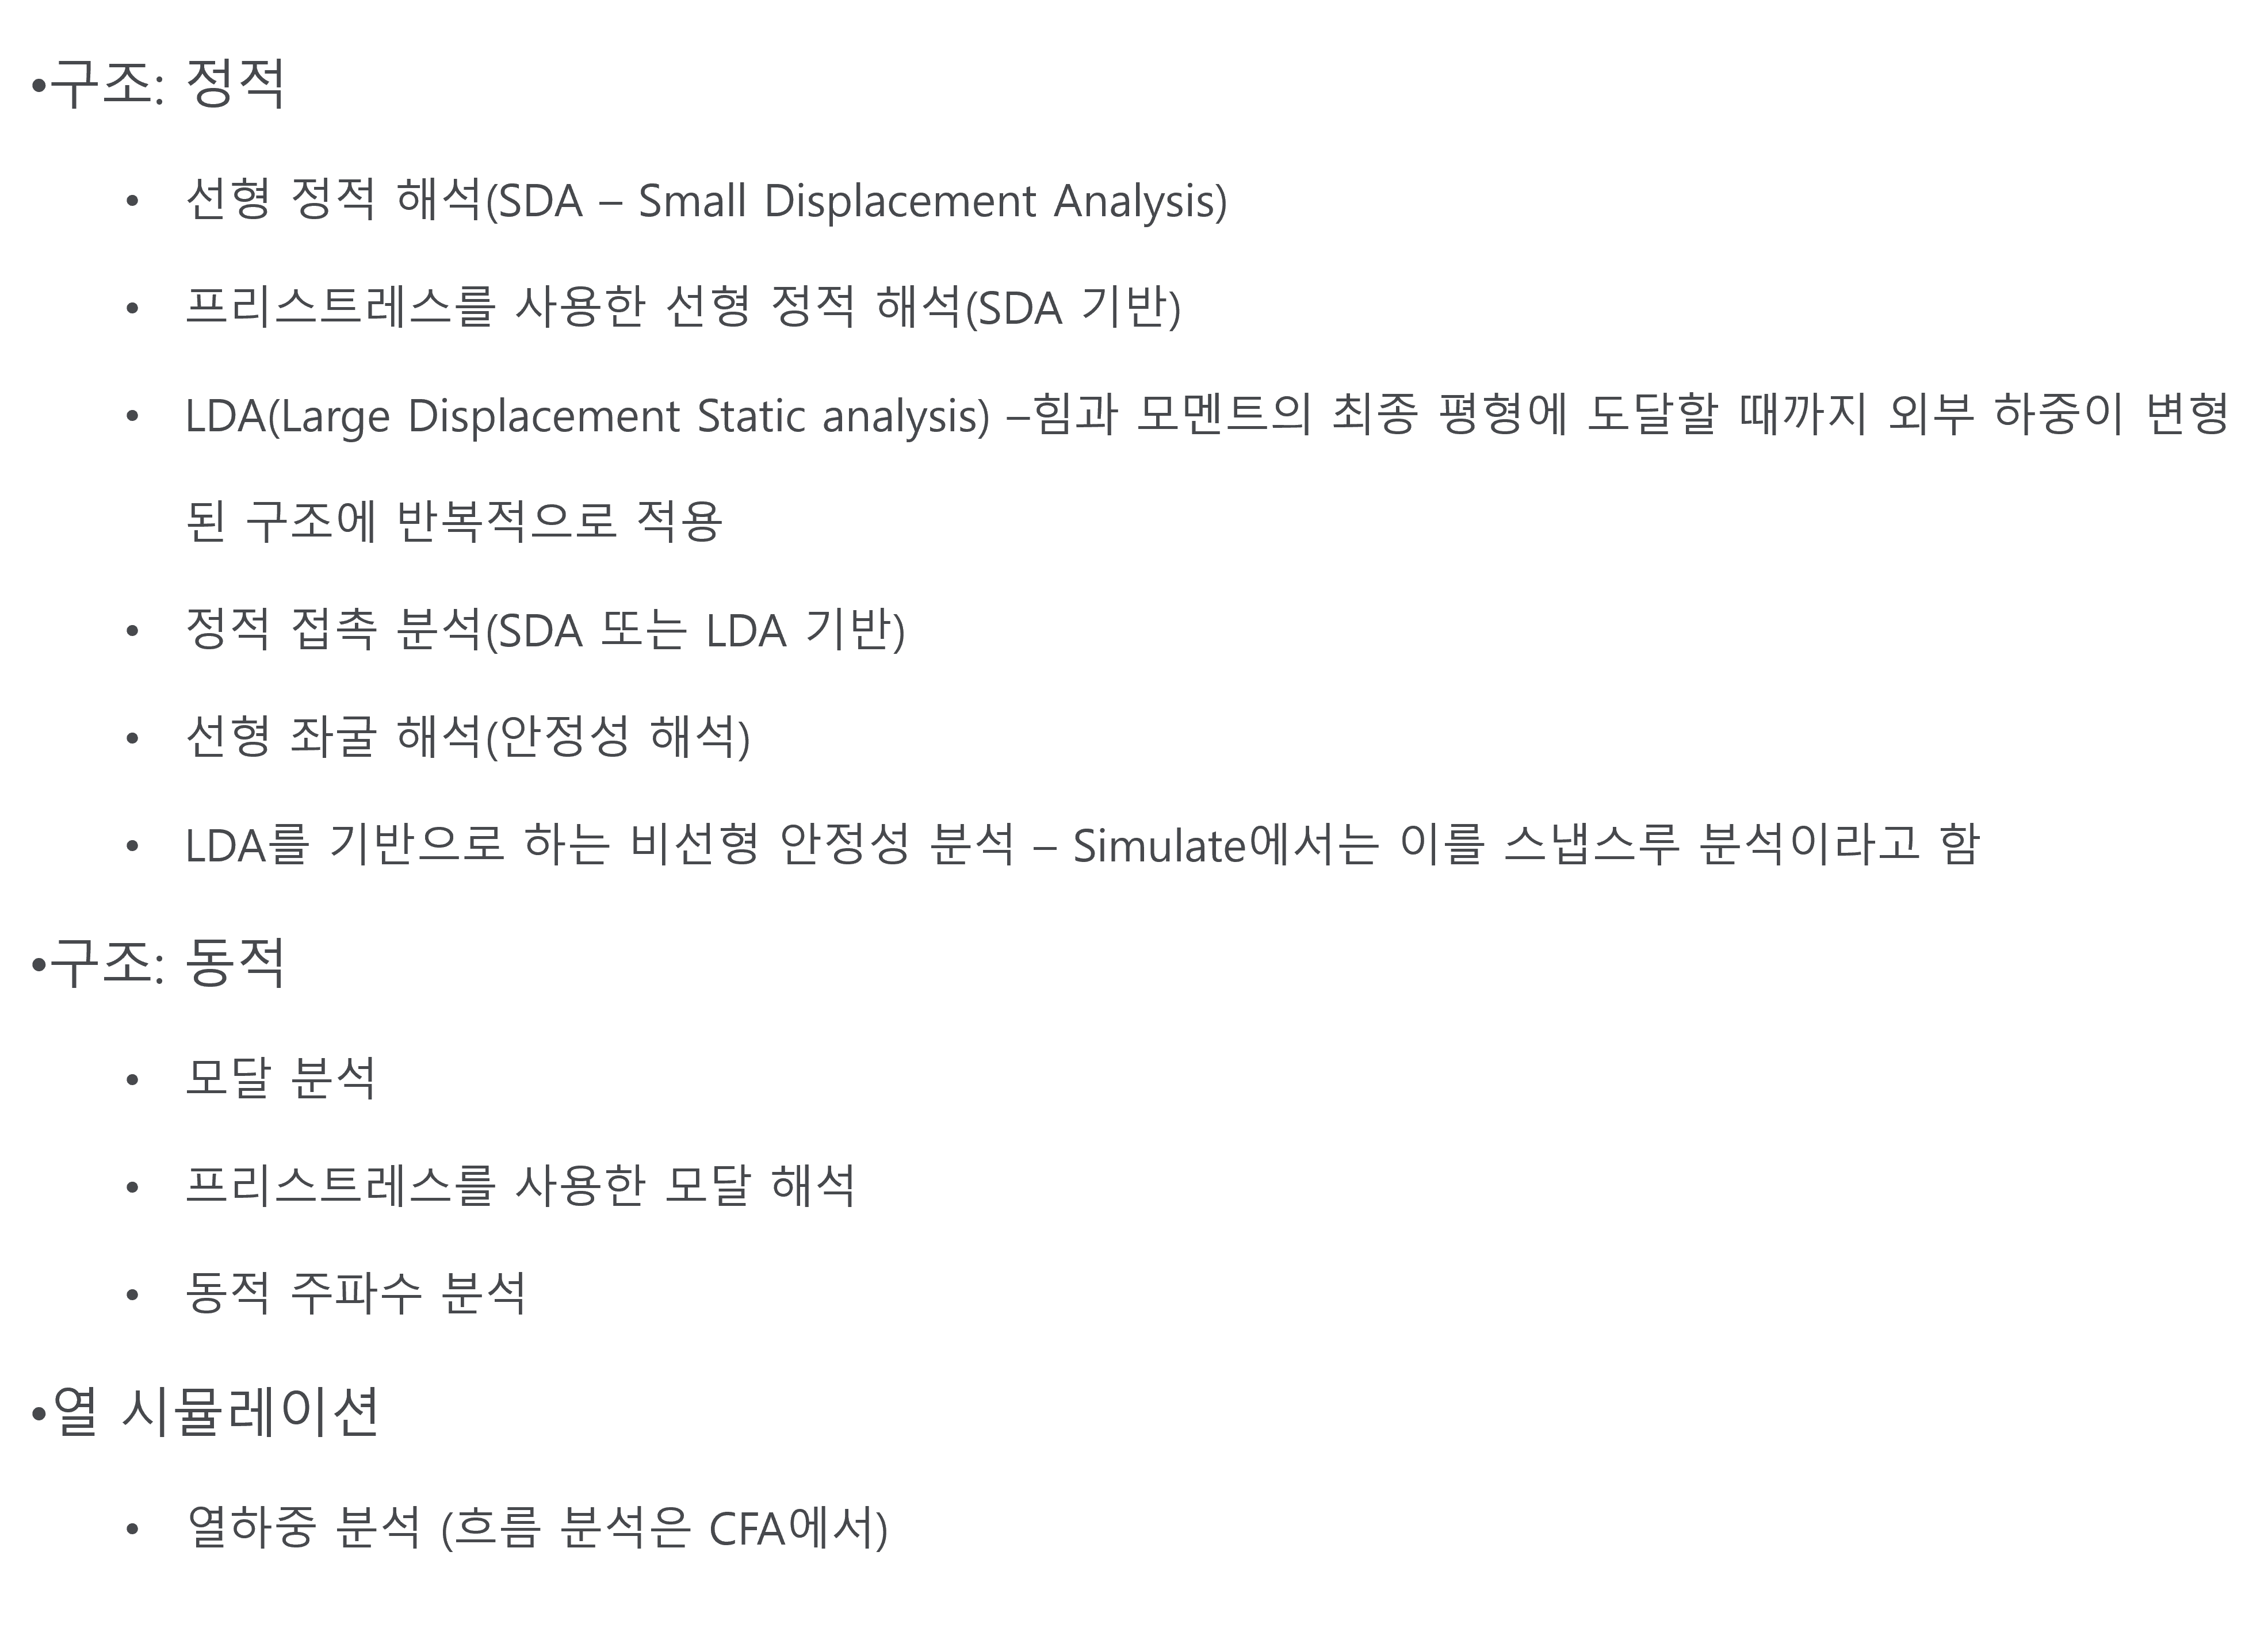 •구조: 정적
• 선형 정적 해석(SDA – Small Displacement Analysis)
• 프리스트레스를 사용한 선형 정적 해석(SDA 기반)
• LDA(Large Displacement Static analysis) –힘과 모멘트의 최종 평형에 도달할 때까지 외부 하중이 변형
된 구조에 반복적으로 적용
• 정적 접촉 분석(SDA 또는 LDA 기반)
• 선형 좌굴 해석(안정성 해석)
• LDA를 기반으로 하는 비선형 안정성 분석 – Simulate에서는 이를 스냅스루 분석이라고 함
•구조: 동적
• 모달 분석
• 프리스트레스를 사용한 모달 해석
• 동적 주파수 분석
•열 시뮬레이션
• 열하중 분석 (흐름 분석은 CFA에서)